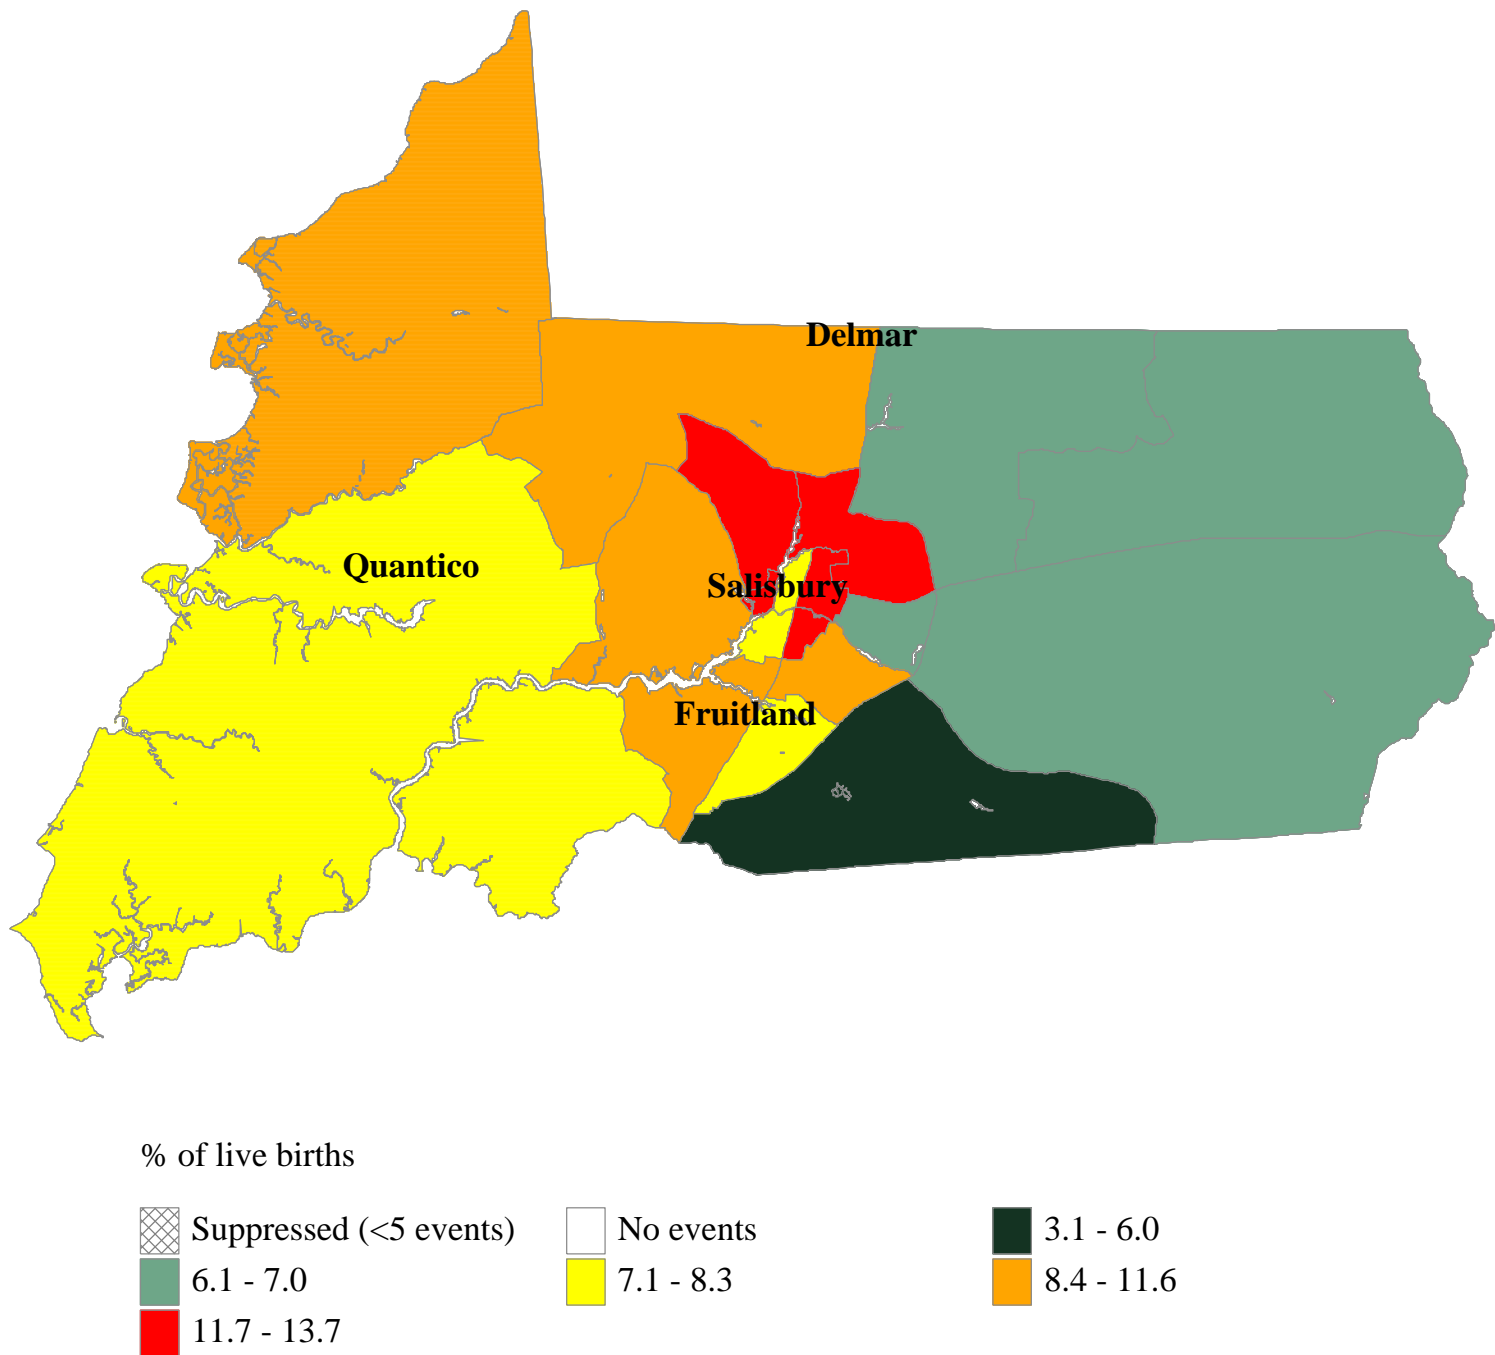 Delmar
Quantico
Salisbury
Fruitland
% of live births
Suppressed (<5 events)
No events
3.1 - 6.0
6.1 - 7.0
7.1 - 8.3
8.4 - 11.6
11.7 - 13.7